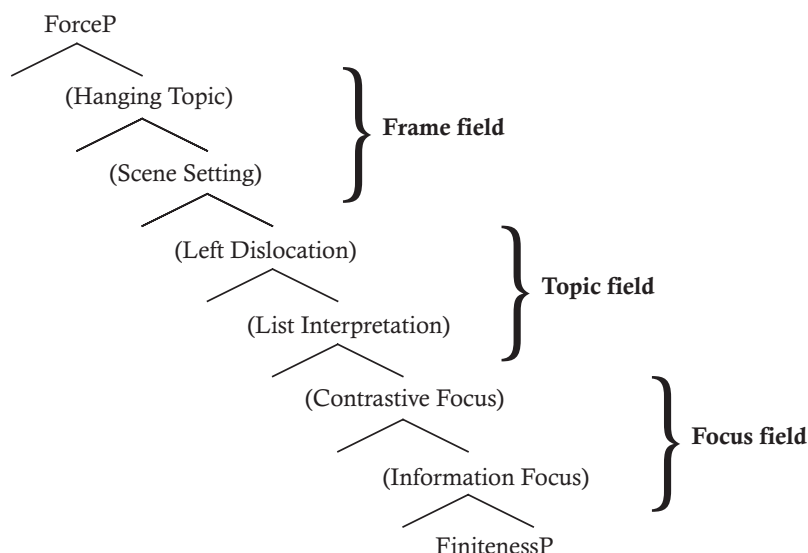 ForceP
(Hanging Topic)
Frame field
(Scene Setting)
(Left Dislocation)
Topic field
(List Interpretation)
(Contrastive Focus)
Focus field
(Information Focus)
FinitenessP